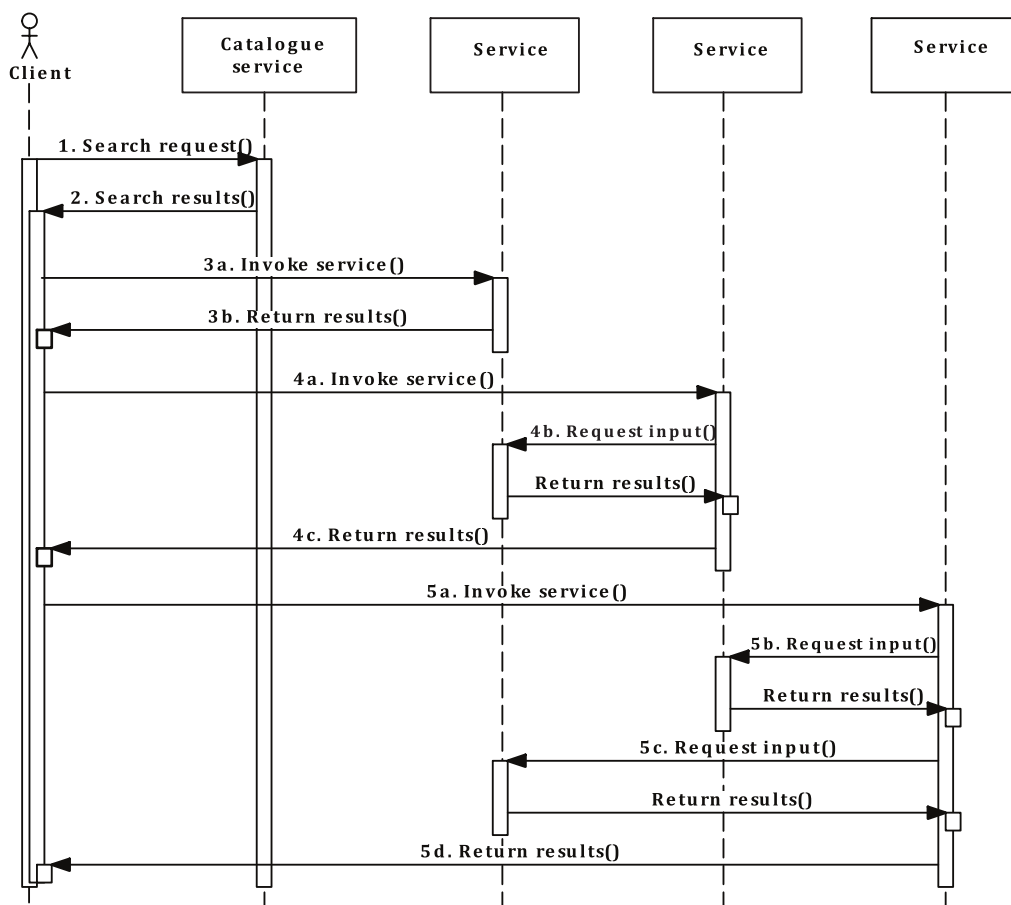 Client
Catalogue
service
Service
Service
Service
1. Search request()
2. Search results()
3a. Invoke service()
3b. Return results()
4a. Invoke service()
4b. Request input()
Return results()
4c. Return results()
5a. Invoke service()
5b. Request input()
Return results()
5c. Request input()
Return results()
5d. Return results()